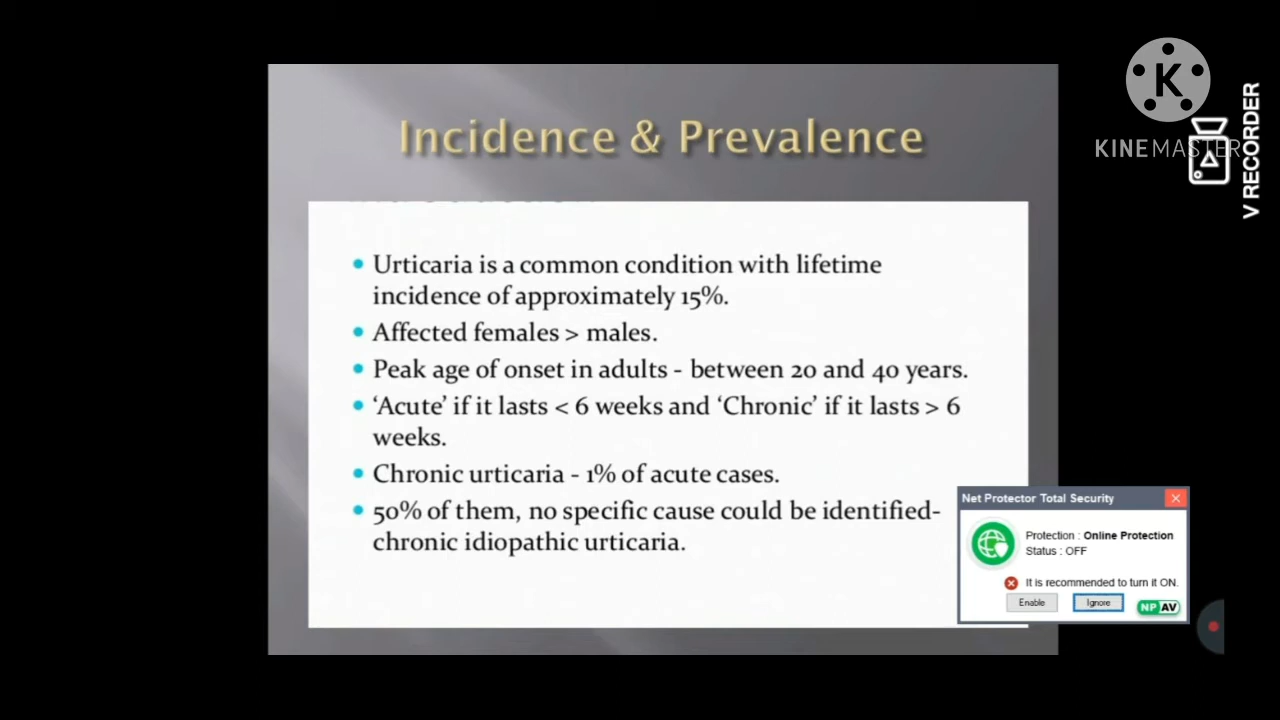 Incidence & Prevalence
Urticaria is a common condition with lifetime
incidence of approximately 15%.
Affected females > males.
Peak age of onset in adults - between 20 and 40 years.
‘Acute’ if it lasts < 6 weeks and ‘Chronic’ if it lasts > 6
weeks.
Chronic urticaria - 1% of acute cases.
50% of them, no specific cause could be identified-
chronic idiopathic urticaria.
K
KINEMASTER
V RECORDER
Net Protector Total Security
Protection : Online Protection
Status : OFF
It is recommended to turn it ON.
Enable Ignore
NP AV